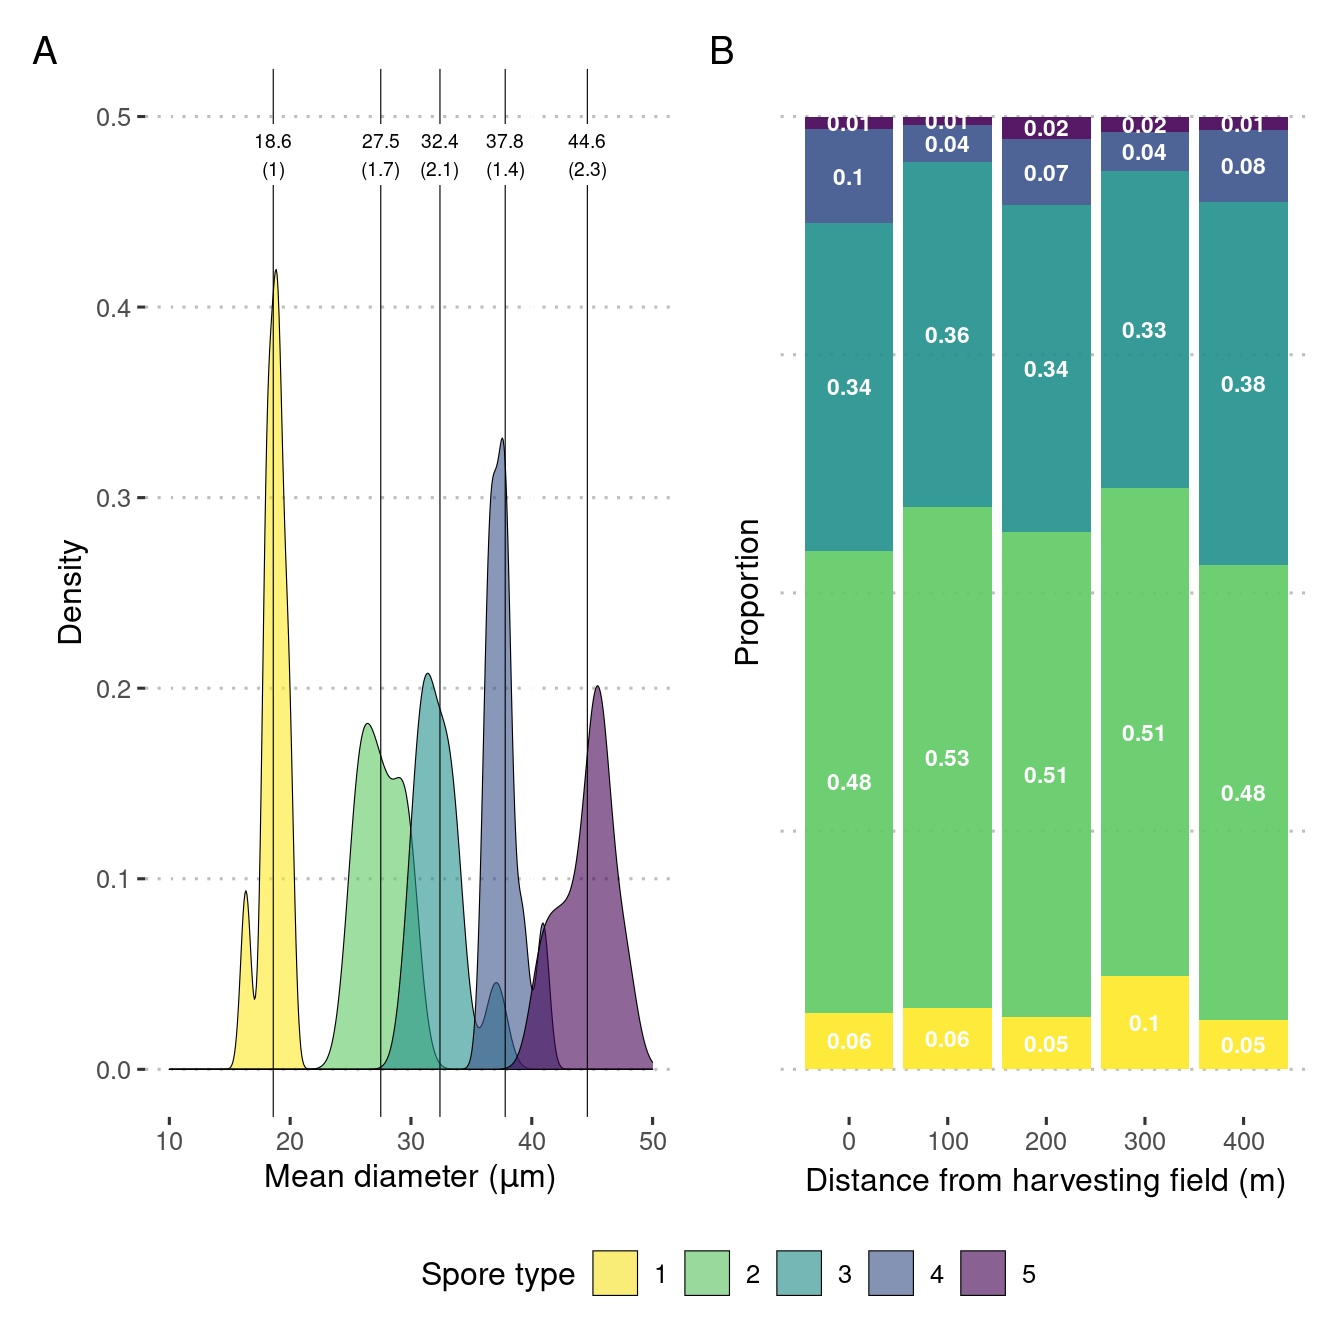 A
0.5
0.4
0.3
0.2
0.1
0.0
Density
18.6 27.5 32.4 37.8 44.6
(1) (1.7) (2.1) (1.4) (2.3)
10 20 30 40 50
Mean diameter (µm)
B
Proportion
0.01 0.01 0.02 0.02 0.01
0.1 0.04 0.07 0.04 0.08
0.34 0.36 0.34 0.33 0.38
0.48 0.53 0.51 0.51 0.48
0.06 0.06 0.05 0.1 0.05
0 100 200 300 400
Distance from harvesting field (m)
Spore type 1 2 3 4 5